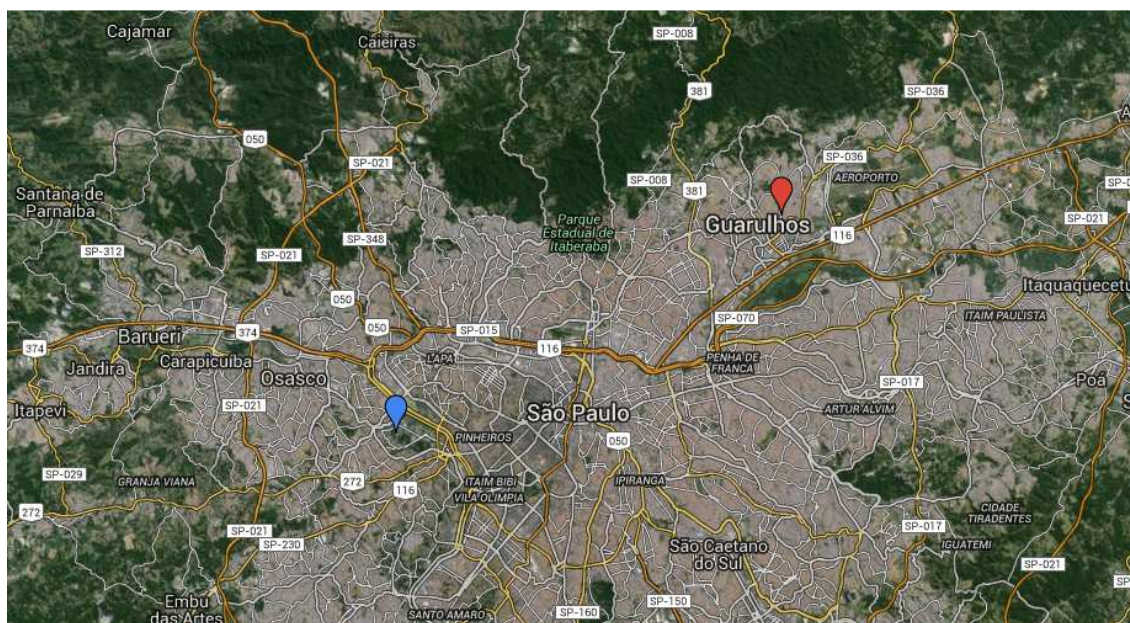 Cajamar
Caieiras
SP-008
SP-036
381
050
SP-021
SP-036
AEROPORTO
SP-008
381
Santana de
Parnaíba
Guarulhos
Parque
Estadual de
Itaberaba
SP-021
116
SP-348
SP-312
SP-021
050
Itaquaquecetu
ITAIM PAULISTA
SP-070
050
374
SP-015
116
374
Barueri
Carapicuíba
Jandira
LAPA
PENHA DE
FRANCA
Osasco
SP-017
Poá
Itapevi
SP-021
São Paulo
ARTUR ALVIM
PINHEIROS
050
SP-029
GRANJA VIANA
272
116
ITAIM BIBI
VILA OLIMPIA
IPIRANGA
272
CIDADE
TIRADENTES
SP-021
SP-230
SP-017
IGUATEMI
São Caetano
do Sul
SP-021
Embu
das Artes
SANTO AMARO
SP-160
SP-150